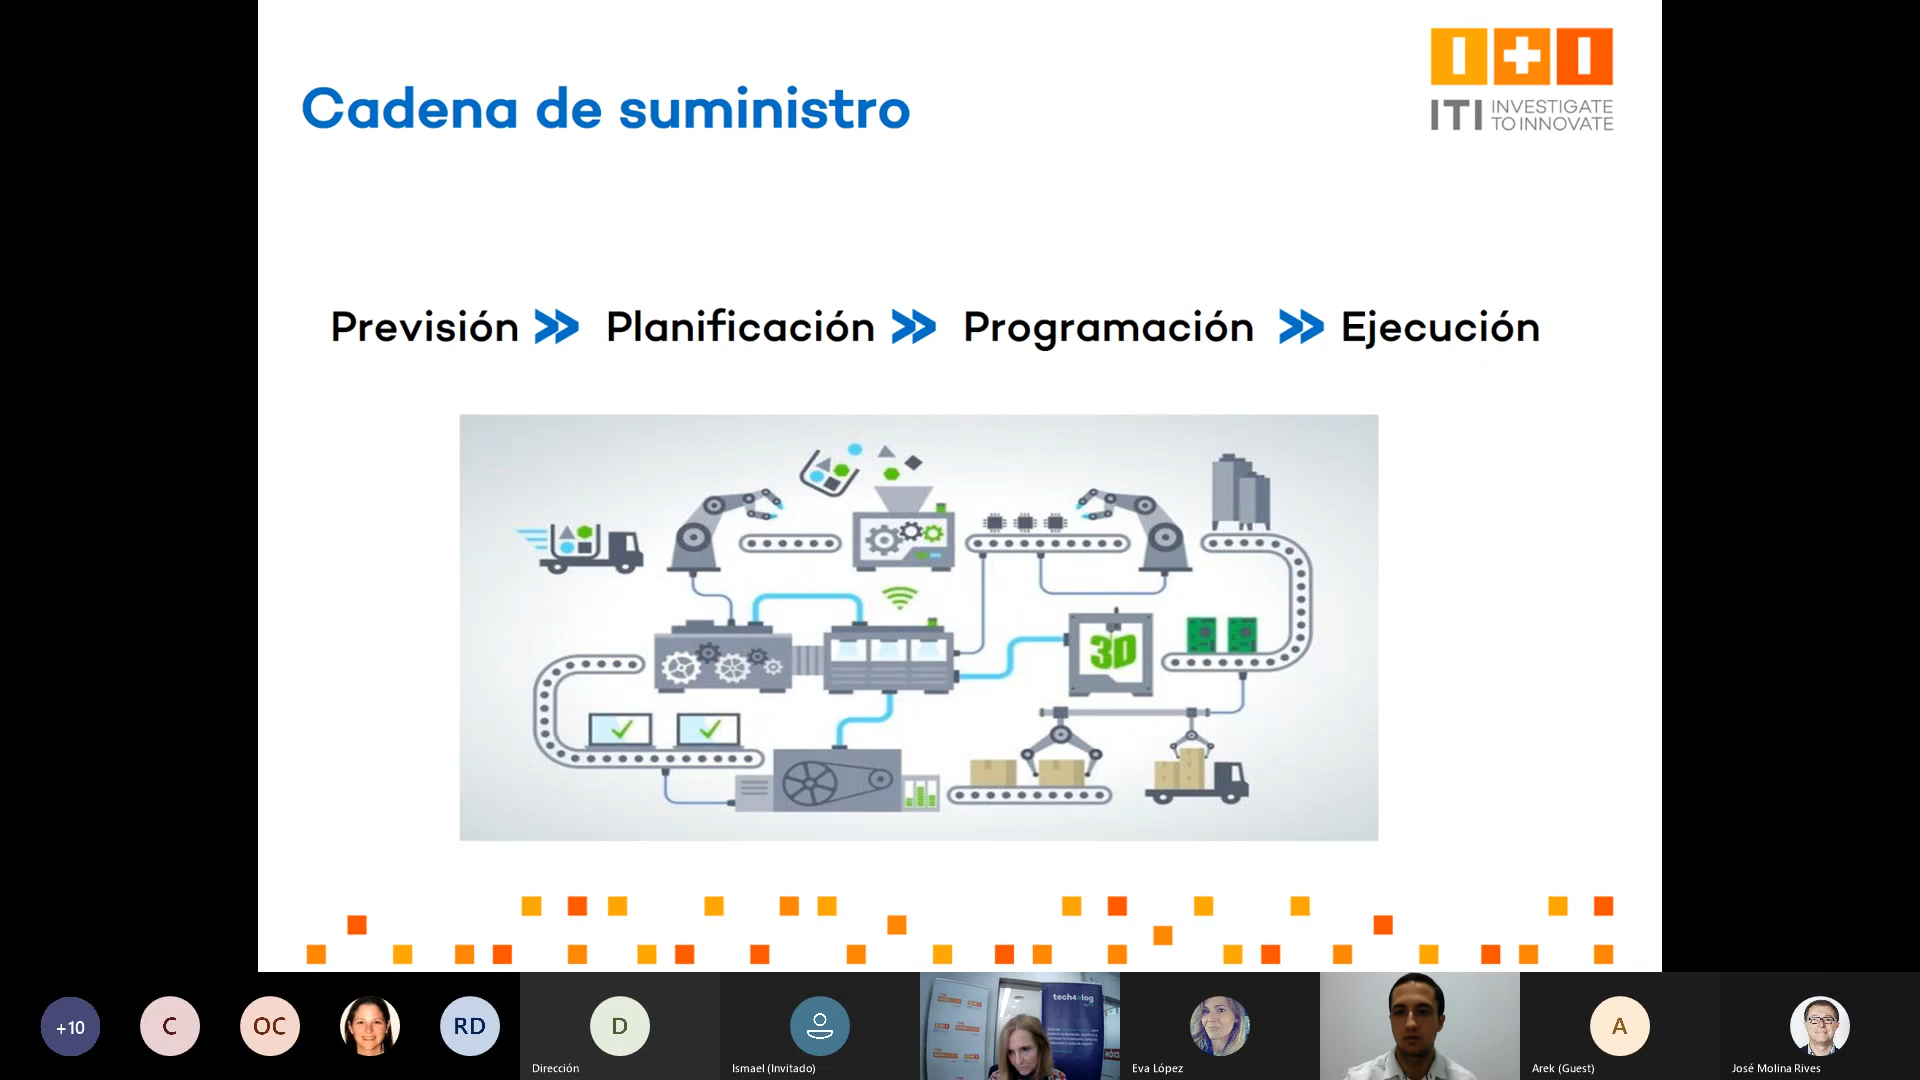 Cadena de suministro
I+I
ITI INVESTIGATE
TO INNOVATE
Previsión » Planificación » Programación » Ejecución
3D
+10
C
OC
RD
D
Dirección
Ismael (Invitado)
tech4log
Eva López
A
Arek (Guest)
José Molina Rives